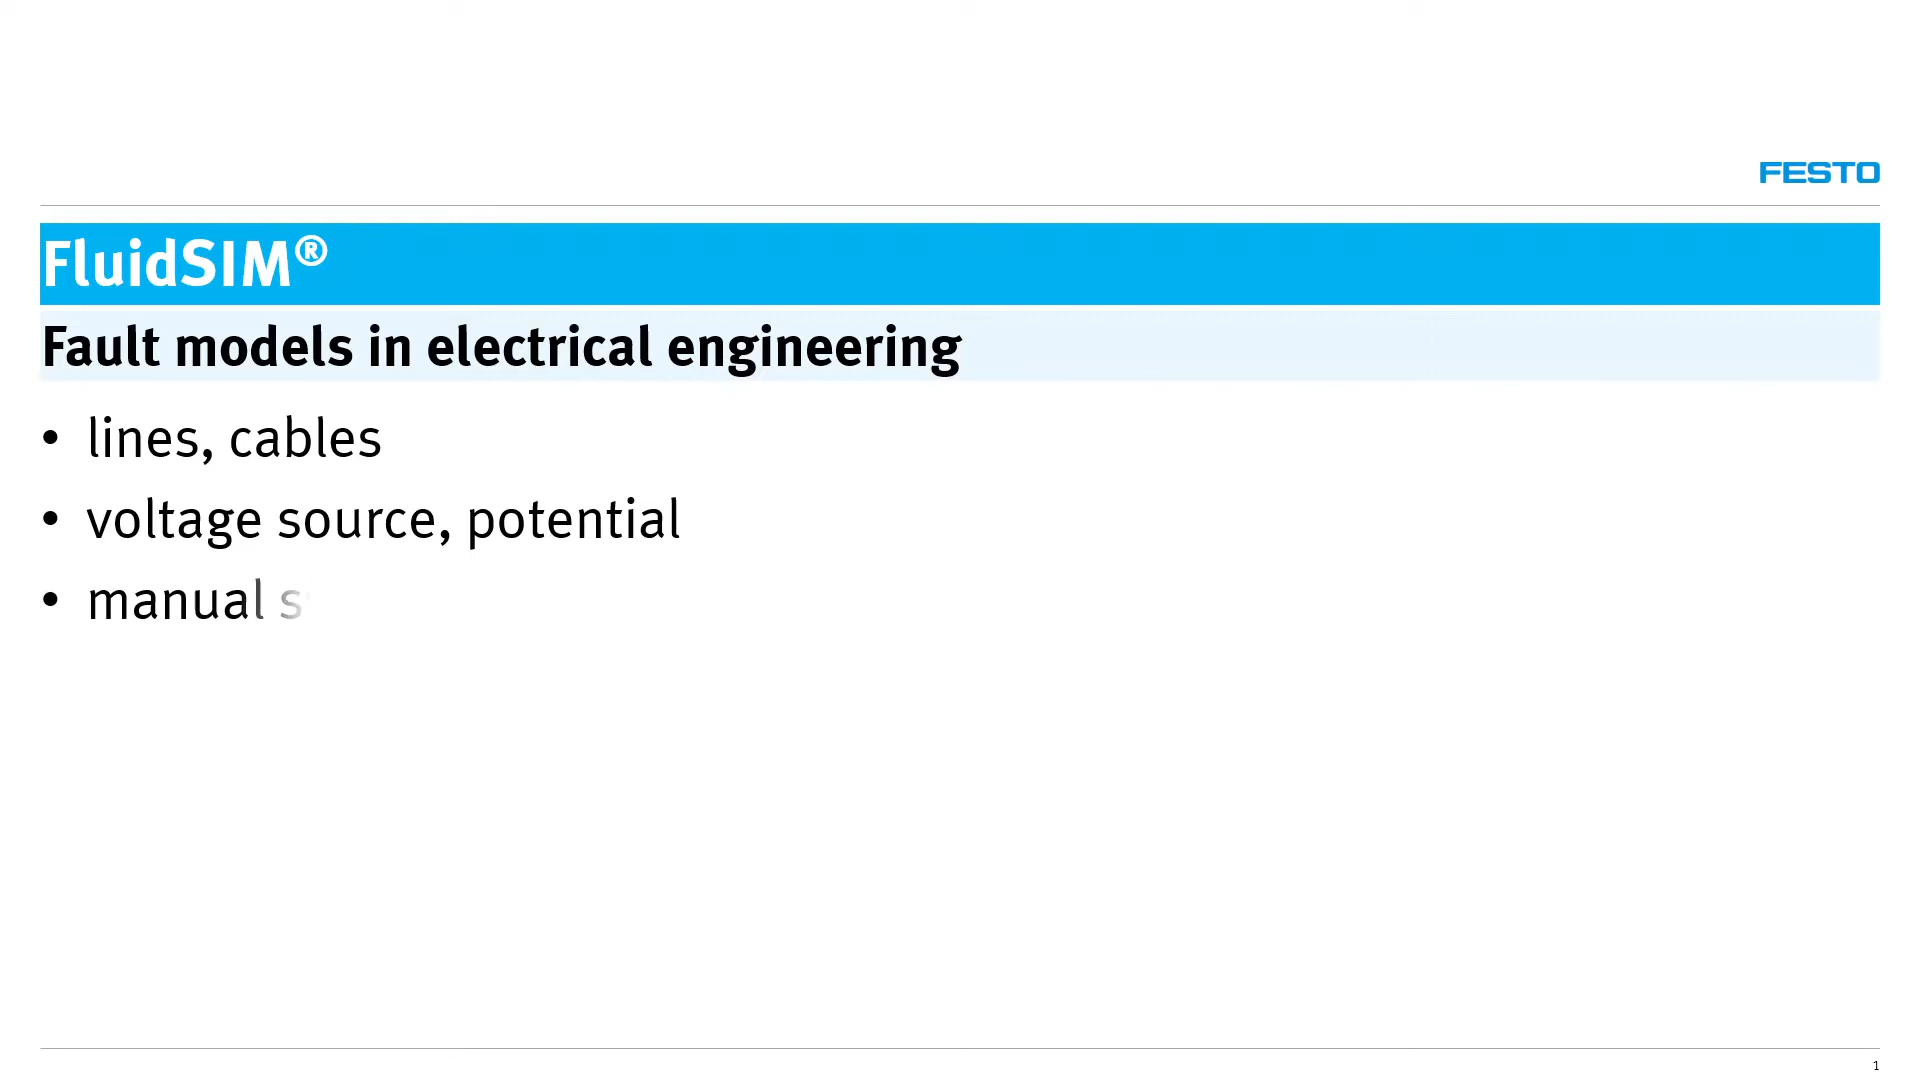 FESTO
FluidSIM®
Fault models in electrical engineering
• lines, cables
• voltage source, potential
• manual
1